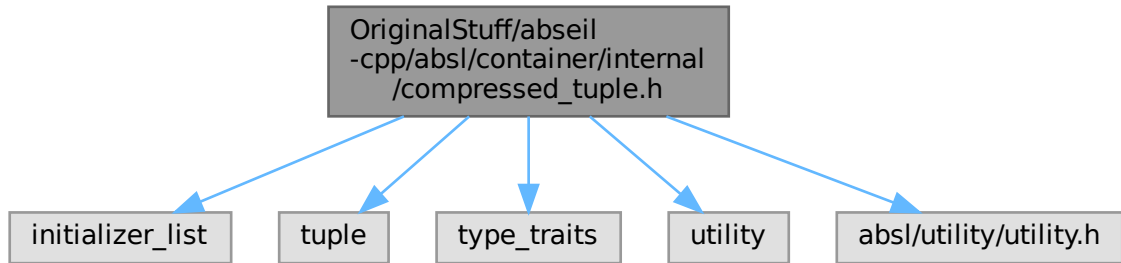 OriginalStuff/abseil
-cpp/absl/container/internal
/compressed_tuple.h
initializer_list
tuple
type_traits
utility
absl/utility/utility.h